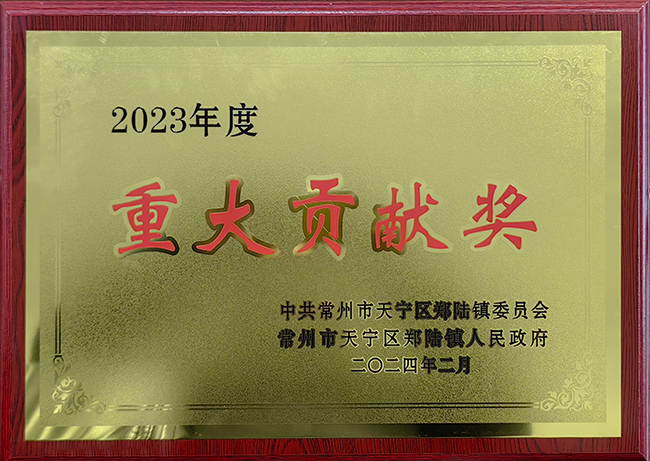 2023年度
重大贡献奖
中共常州市天宁区郑陆镇委员会
常州市天宁区郑陆镇人民政府
二〇二四年二月